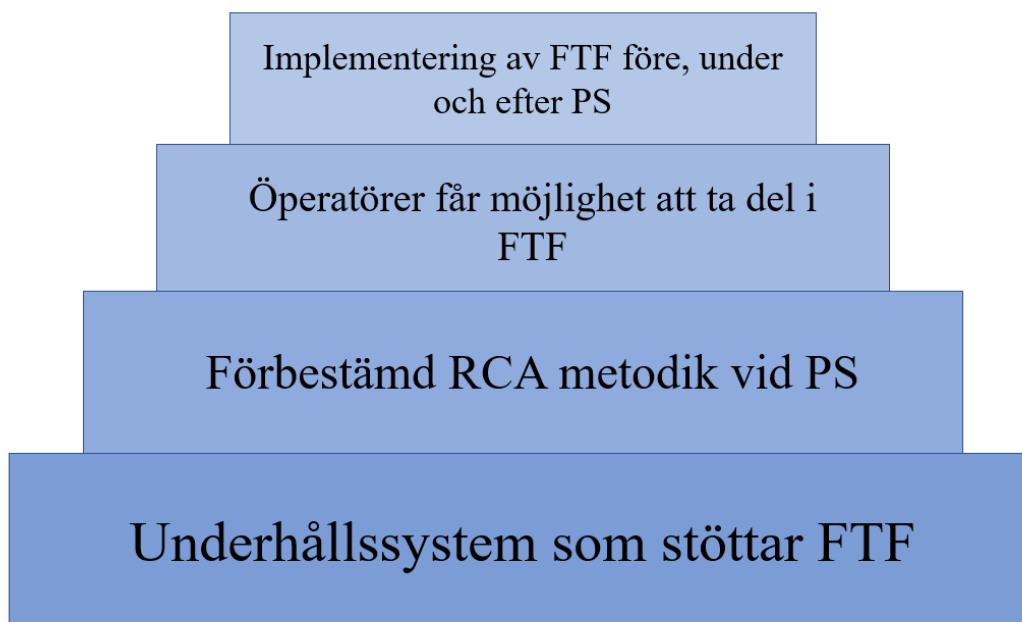 Implementering av FTF före, under
och efter PS
Öperatörer får möjlighet att ta del i
FTF
Förbestämd RCA metodik vid PS
Underhållssystem som stöttar FTF